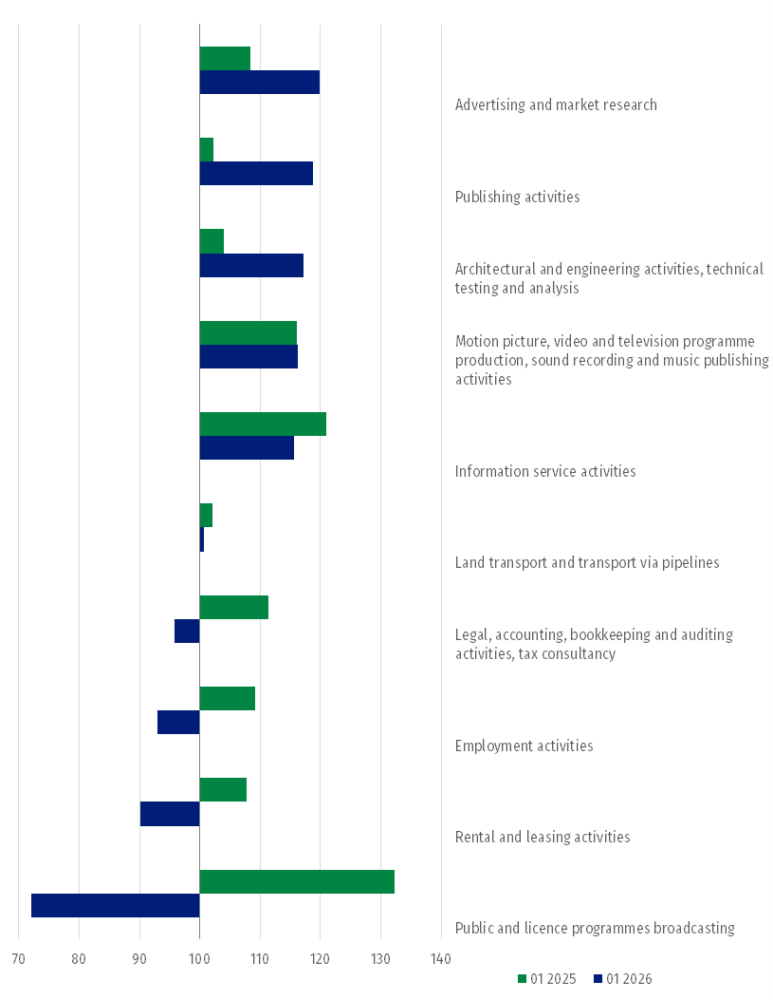 Advertising and market research
Publishing activities
Architectural and engineering activities, technical
testing and analysis
Motion picture, video and television programme
production, sound recording and music publishing
activities
Information service activities
Land transport and transport via pipelines
Legal, accounting, bookkeeping and auditing
activities, tax consultancy
Employment activities
Rental and leasing activities
Public and licence programmes broadcasting
70 80 90 100 110 120 130 140
01 2025 01 2026